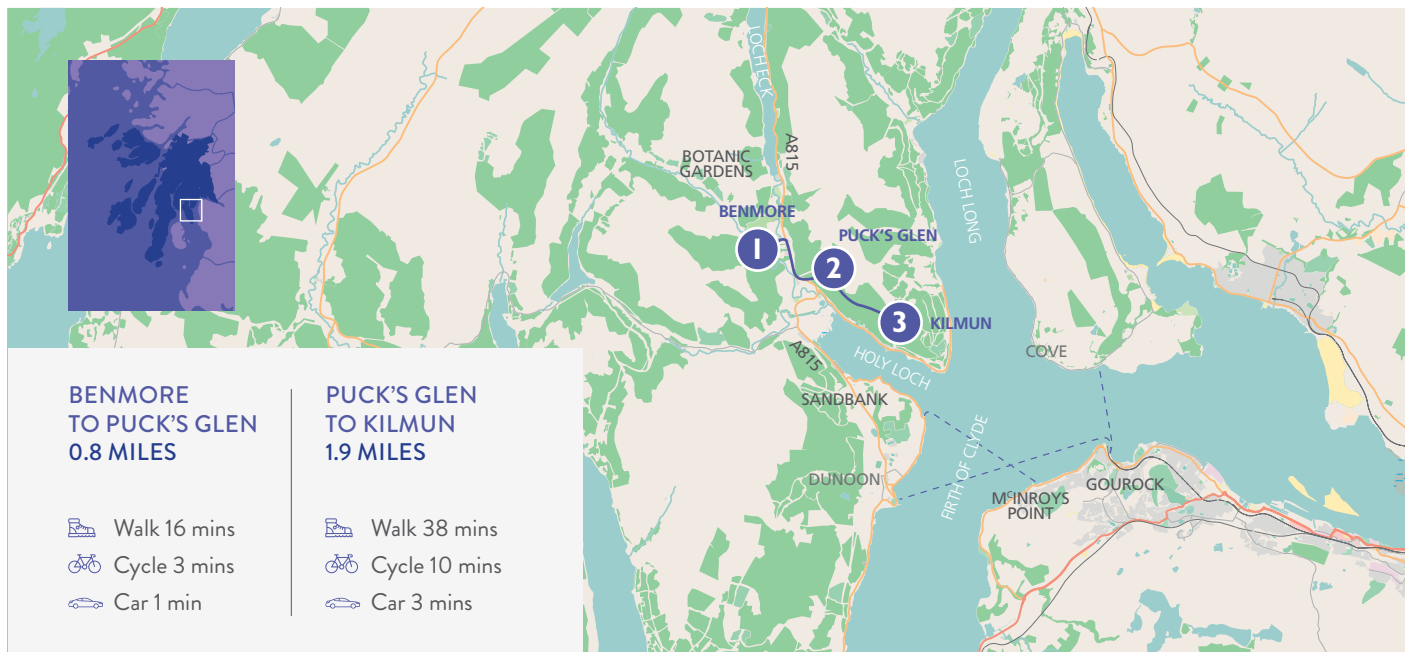 LOCH ECK
A815
BOTANIC
GARDENS
LOCH LONG
BENMORE
PUCK'S GLEN
1
2
3
KILMUN
COVE
A815
HOLY LOCH
SANDBANK
FIRTH OF CLYDE
DUNOON
MCINROYS
POINT
GOUROCK
BENMORE
TO PUCK'S GLEN
0.8 MILES
Walk 16 mins
Cycle 3 mins
Car 1 min
PUCK'S GLEN
TO KILMUN
1.9 MILES
Walk 38 mins
Cycle 10 mins
Car 3 mins